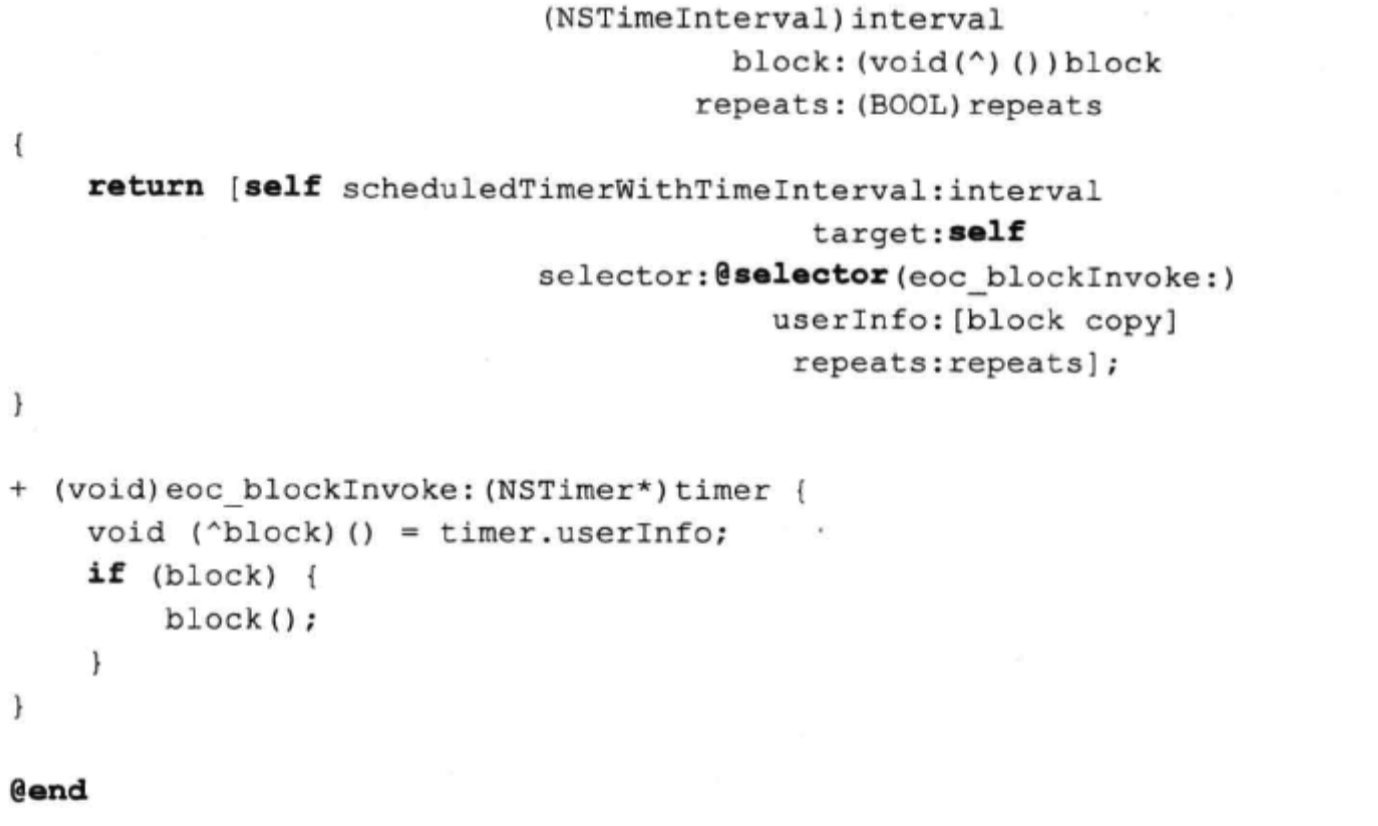 (NSTimeInterval)interval
block:(void(^)())block
repeats:(BOOL)repeats
{
return [self scheduledTimerWithTimeInterval:interval
target:self
selector:@selector(eoc_blockInvoke:)
userInfo:[block copy]
repeats:repeats];
}
+ (void)eoc_blockInvoke:(NSTimer*)timer {
void (^block)() = timer.userInfo;
if (block) {
block();
}
}
@end